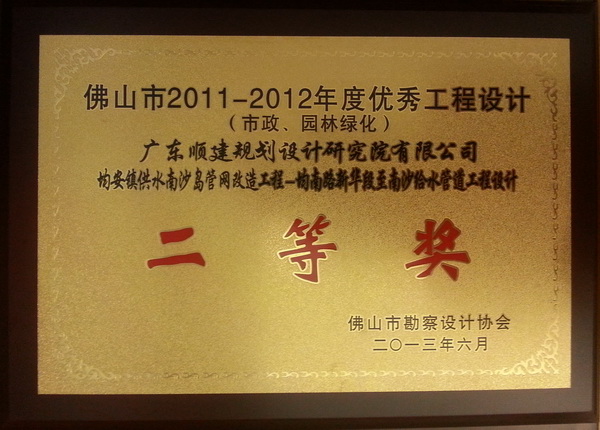 佛山市2011-2012年度优秀工程设计
（市政、园林绿化）
广东顺建规划设计研究院有限公司
均安镇供水南沙岛管网改造工程-均南路新华段至南沙给水管道工程设计
二等奖
佛山市勘察设计协会
二〇一三年六月